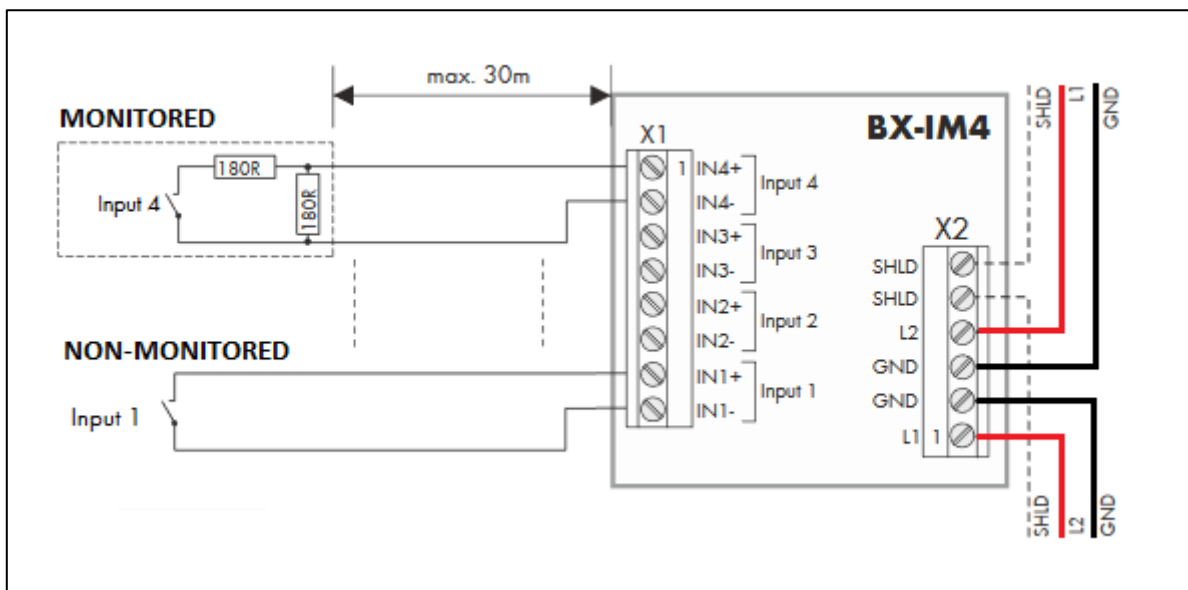 max. 30m
MONITORED
BX-IM4
SHLD
L1
GND
X1
180R
180R
Input 4
1
IN4+
IN4-
Input 4
IN3+
IN3-
Input 3
IN2+
IN2-
Input 2
IN1+
IN1-
Input 1
X2
SHLD
SHLD
L2
GND
GND
L1 1
NON-MONITORED
Input 1
SHLD
L2
GND